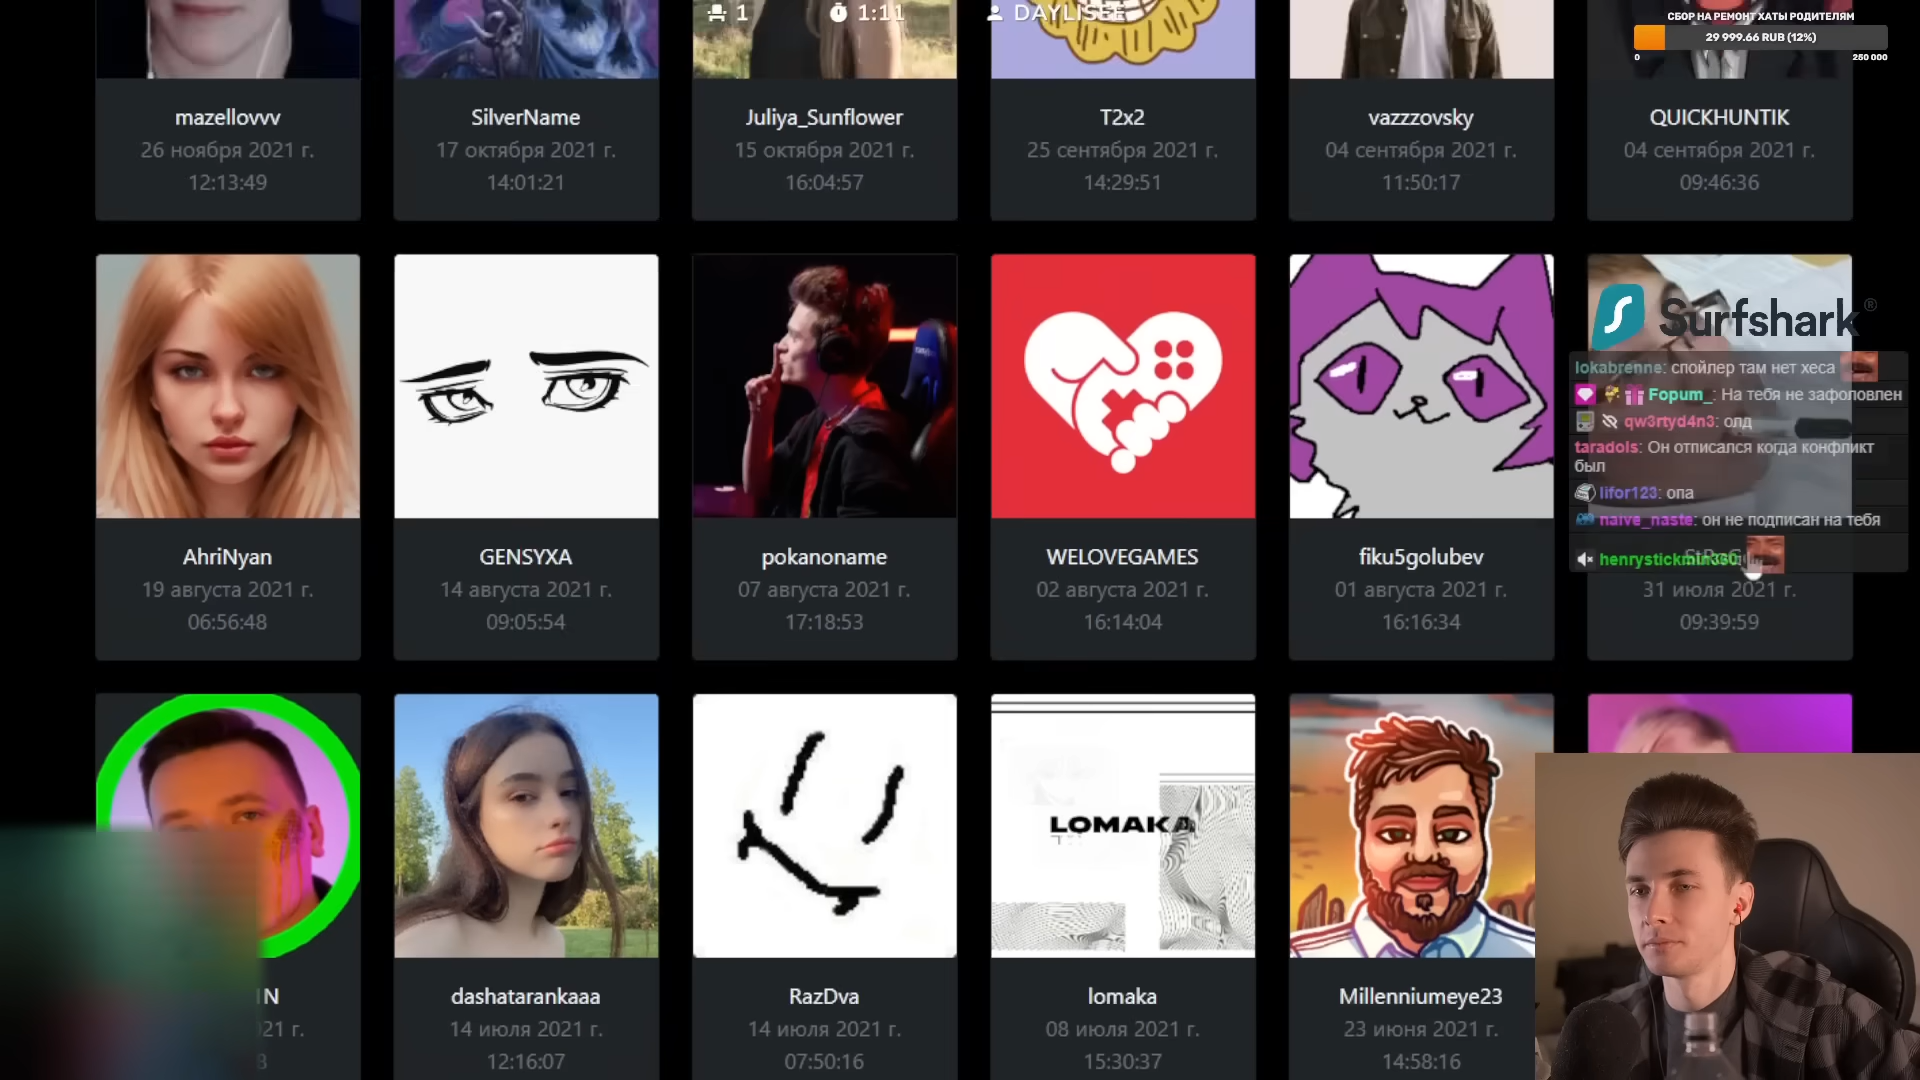 1
1:11
DAYLISEE
СБОР НА РЕМОНТ ХАТЫ РОДИТЕЛЯМ
29 999.66 RUB (12%)
0
250 000
mazellovvv
26 ноября 2021 г.
12:13:49
SilverName
17 октября 2021 г.
14:01:21
Juliya_Sunflower
15 октября 2021 г.
16:04:57
T2x2
25 сентября 2021 г.
14:29:51
vazzzovsky
04 сентября 2021 г.
11:50:17
QUICKHUNTIK
04 сентября 2021 г.
09:46:36
Surfshark®
lokabrenne: спойлер там нет хеса
Fopum_: На тебя не зафоловлен
qw3rtyd4n3: олд
taradols: Он отписался когда конфликт
был
lifor123: опа
naive_naste: он не подписан на тебя
henrystickmin360:
AhriNyan
19 августа 2021 г.
06:56:48
GENSYXA
14 августа 2021 г.
09:05:54
pokanoname
07 августа 2021 г.
17:18:53
WELOVEGAMES
02 августа 2021 г.
16:14:04
fiku5golubev
01 августа 2021 г.
16:16:34
31 июля 2021 г.
09:39:59
LOMAKA
IN
21 г.
8
dashatarankaaa
14 июля 2021 г.
12:16:07
RazDva
14 июля 2021 г.
07:50:16
lomaka
08 июля 2021 г.
15:30:37
Millenniumeye23
23 июня 2021 г.
14:58:16